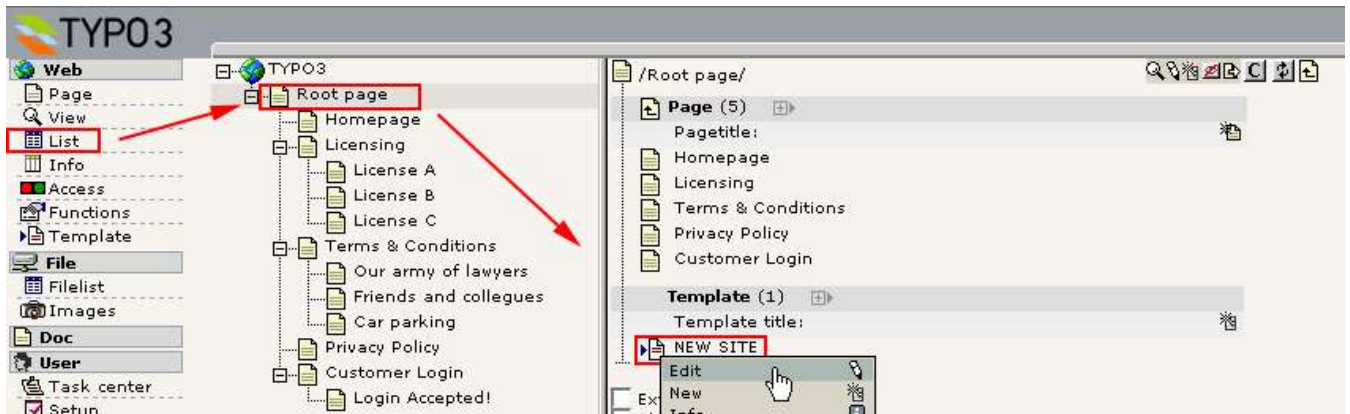 TYPO3
Web
Page
View
List
Info
Access
Functions
Template
File
Filelist
Images
Doc
User
Task center
Setup
TYPO3
Root page
Homepage
Licensing
License A
License B
License C
Terms & Conditions
Our army of lawyers
Friends and collegues
Car parking
Privacy Policy
Customer Login
Login Accepted!
/Root page/
Page (5)
Pagetitle:
Homepage
Licensing
Terms & Conditions
Privacy Policy
Customer Login
Template (1)
Template title:
NEW SITE
Edit
New
Info